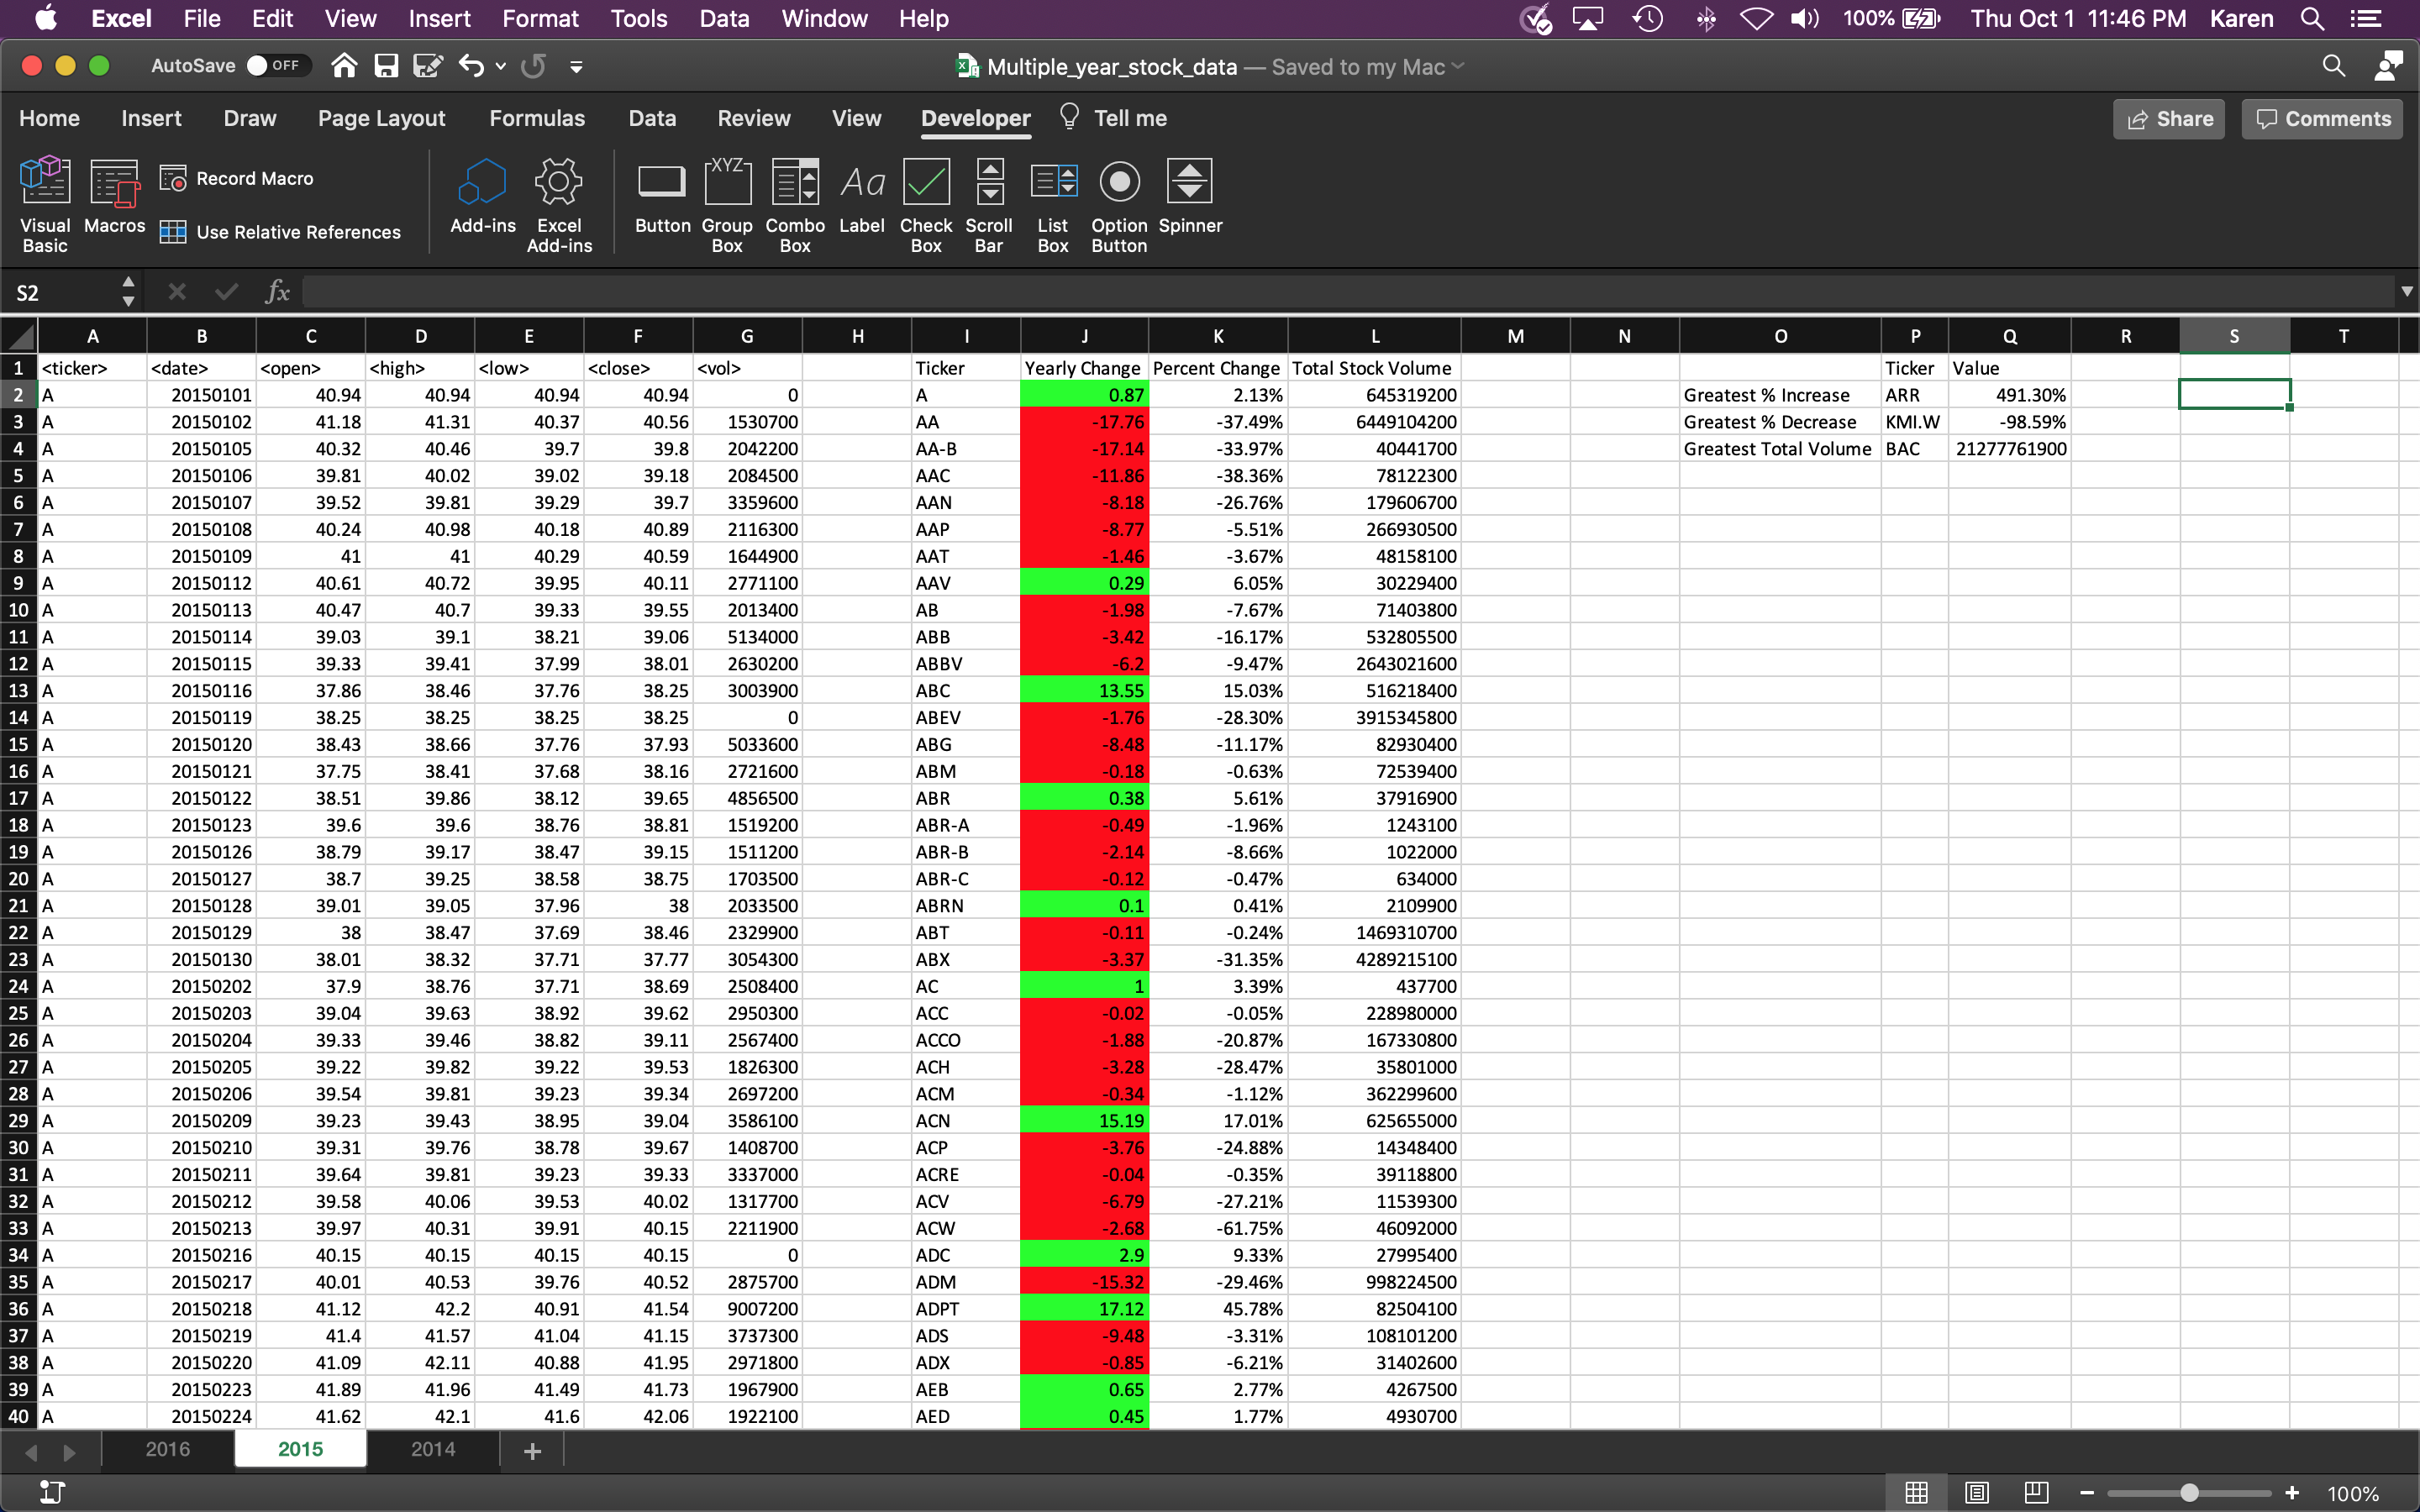 Excel File Edit View Insert Format Tools Data Window Help 100% Thu Oct 1 11:46 PM Karen
AutoSave OFF Multiple_year_stock_data — Saved to my Mac
Home Insert Draw Page Layout Formulas Data Review View Developer Tell me Share Comments
Visual Basic Macros Record Macro Use Relative References Add-ins Excel Add-ins Button Group Box Combo Box Label Check Box Scroll Bar List Box Option Button Spinner
S2 fx
A B C D E F G H I J K L M N O P Q R S T
1 <ticker> <date> <open> <high> <low> <close> <vol> Ticker Yearly Change Percent Change Total Stock Volume Ticker Value
2 A 20150101 40.94 40.94 40.94 40.94 0 A 0.87 2.13% 645319200 Greatest % Increase ARR 491.30%
3 A 20150102 41.18 41.31 40.37 40.56 1530700 AA -17.76 -37.49% 6449104200 Greatest % Decrease KMI.W -98.59%
4 A 20150105 40.32 40.46 39.7 39.8 2042200 AA-B -17.14 -33.97% 40441700 Greatest Total Volume BAC 21277761900
5 A 20150106 39.81 40.02 39.02 39.18 2084500 AAC -11.86 -38.36% 78122300
6 A 20150107 39.52 39.81 39.29 39.7 3359600 AAN -8.18 -26.76% 179606700
7 A 20150108 40.24 40.98 40.18 40.89 2116300 AAP -8.77 -5.51% 266930500
8 A 20150109 41 41 40.29 40.59 1644900 AAT -1.46 -3.67% 48158100
9 A 20150112 40.61 40.72 39.95 40.11 2771100 AAV 0.29 6.05% 30229400
10 A 20150113 40.47 40.7 39.33 39.55 2013400 AB -1.98 -7.67% 71403800
11 A 20150114 39.03 39.1 38.21 39.06 5134000 ABB -3.42 -16.17% 532805500
12 A 20150115 39.33 39.41 37.99 38.01 2630200 ABBV -6.2 -9.47% 2643021600
13 A 20150116 37.86 38.46 37.76 38.25 3003900 ABC 13.55 15.03% 516218400
14 A 20150119 38.25 38.25 38.25 38.25 0 ABEV -1.76 -28.30% 3915345800
15 A 20150120 38.43 38.66 37.76 37.93 5033600 ABG -8.48 -11.17% 82930400
16 A 20150121 37.75 38.41 37.68 38.16 2721600 ABM -0.18 -0.63% 72539400
17 A 20150122 38.51 39.86 38.12 39.65 4856500 ABR 0.38 5.61% 37916900
18 A 20150123 39.6 39.6 38.76 38.81 1519200 ABR-A -0.49 -1.96% 1243100
19 A 20150126 38.79 39.17 38.47 39.15 1511200 ABR-B -2.14 -8.66% 1022000
20 A 20150127 38.7 39.25 38.58 38.75 1703500 ABR-C -0.12 -0.47% 634000
21 A 20150128 39.01 39.05 37.96 38 2033500 ABRN 0.1 0.41% 2109900
22 A 20150129 38 38.47 37.69 38.46 2329900 ABT -0.11 -0.24% 1469310700
23 A 20150130 38.01 38.32 37.71 37.77 3054300 ABX -3.37 -31.35% 4289215100
24 A 20150202 37.9 38.76 37.71 38.69 2508400 AC 1 3.39% 437700
25 A 20150203 39.04 39.63 38.92 39.62 2950300 ACC -0.02 -0.05% 228980000
26 A 20150204 39.33 39.46 38.82 39.11 2567400 ACCO -1.88 -20.87% 167330800
27 A 20150205 39.22 39.82 39.22 39.53 1826300 ACH -3.28 -28.47% 35801000
28 A 20150206 39.54 39.81 39.23 39.34 2697200 ACM -0.34 -1.12% 362299600
29 A 20150209 39.23 39.43 38.95 39.04 3586100 ACN 15.19 17.01% 625655000
30 A 20150210 39.31 39.76 38.78 39.67 1408700 ACP -3.76 -24.88% 14348400
31 A 20150211 39.64 39.81 39.23 39.33 3337000 ACRE -0.04 -0.35% 39118800
32 A 20150212 39.58 40.06 39.53 40.02 1317700 ACV -6.79 -27.21% 11539300
33 A 20150213 39.97 40.31 39.91 40.15 2211900 ACW -2.68 -61.75% 46092000
34 A 20150216 40.15 40.15 40.15 40.15 0 ADC 2.9 9.33% 27995400
35 A 20150217 40.01 40.53 39.76 40.52 2875700 ADM -15.32 -29.46% 998224500
36 A 20150218 41.12 42.2 40.91 41.54 9007200 ADPT 17.12 45.78% 82504100
37 A 20150219 41.4 41.57 41.04 41.15 3737300 ADS -9.48 -3.31% 108101200
38 A 20150220 41.09 42.11 40.88 41.95 2971800 ADX -0.85 -6.21% 31402600
39 A 20150223 41.89 41.96 41.49 41.73 1967900 AEB 0.65 2.77% 4267500
40 A 20150224 41.62 42.1 41.6 42.06 1922100 AED 0.45 1.77% 4930700
2016 2015 2014 +
100%